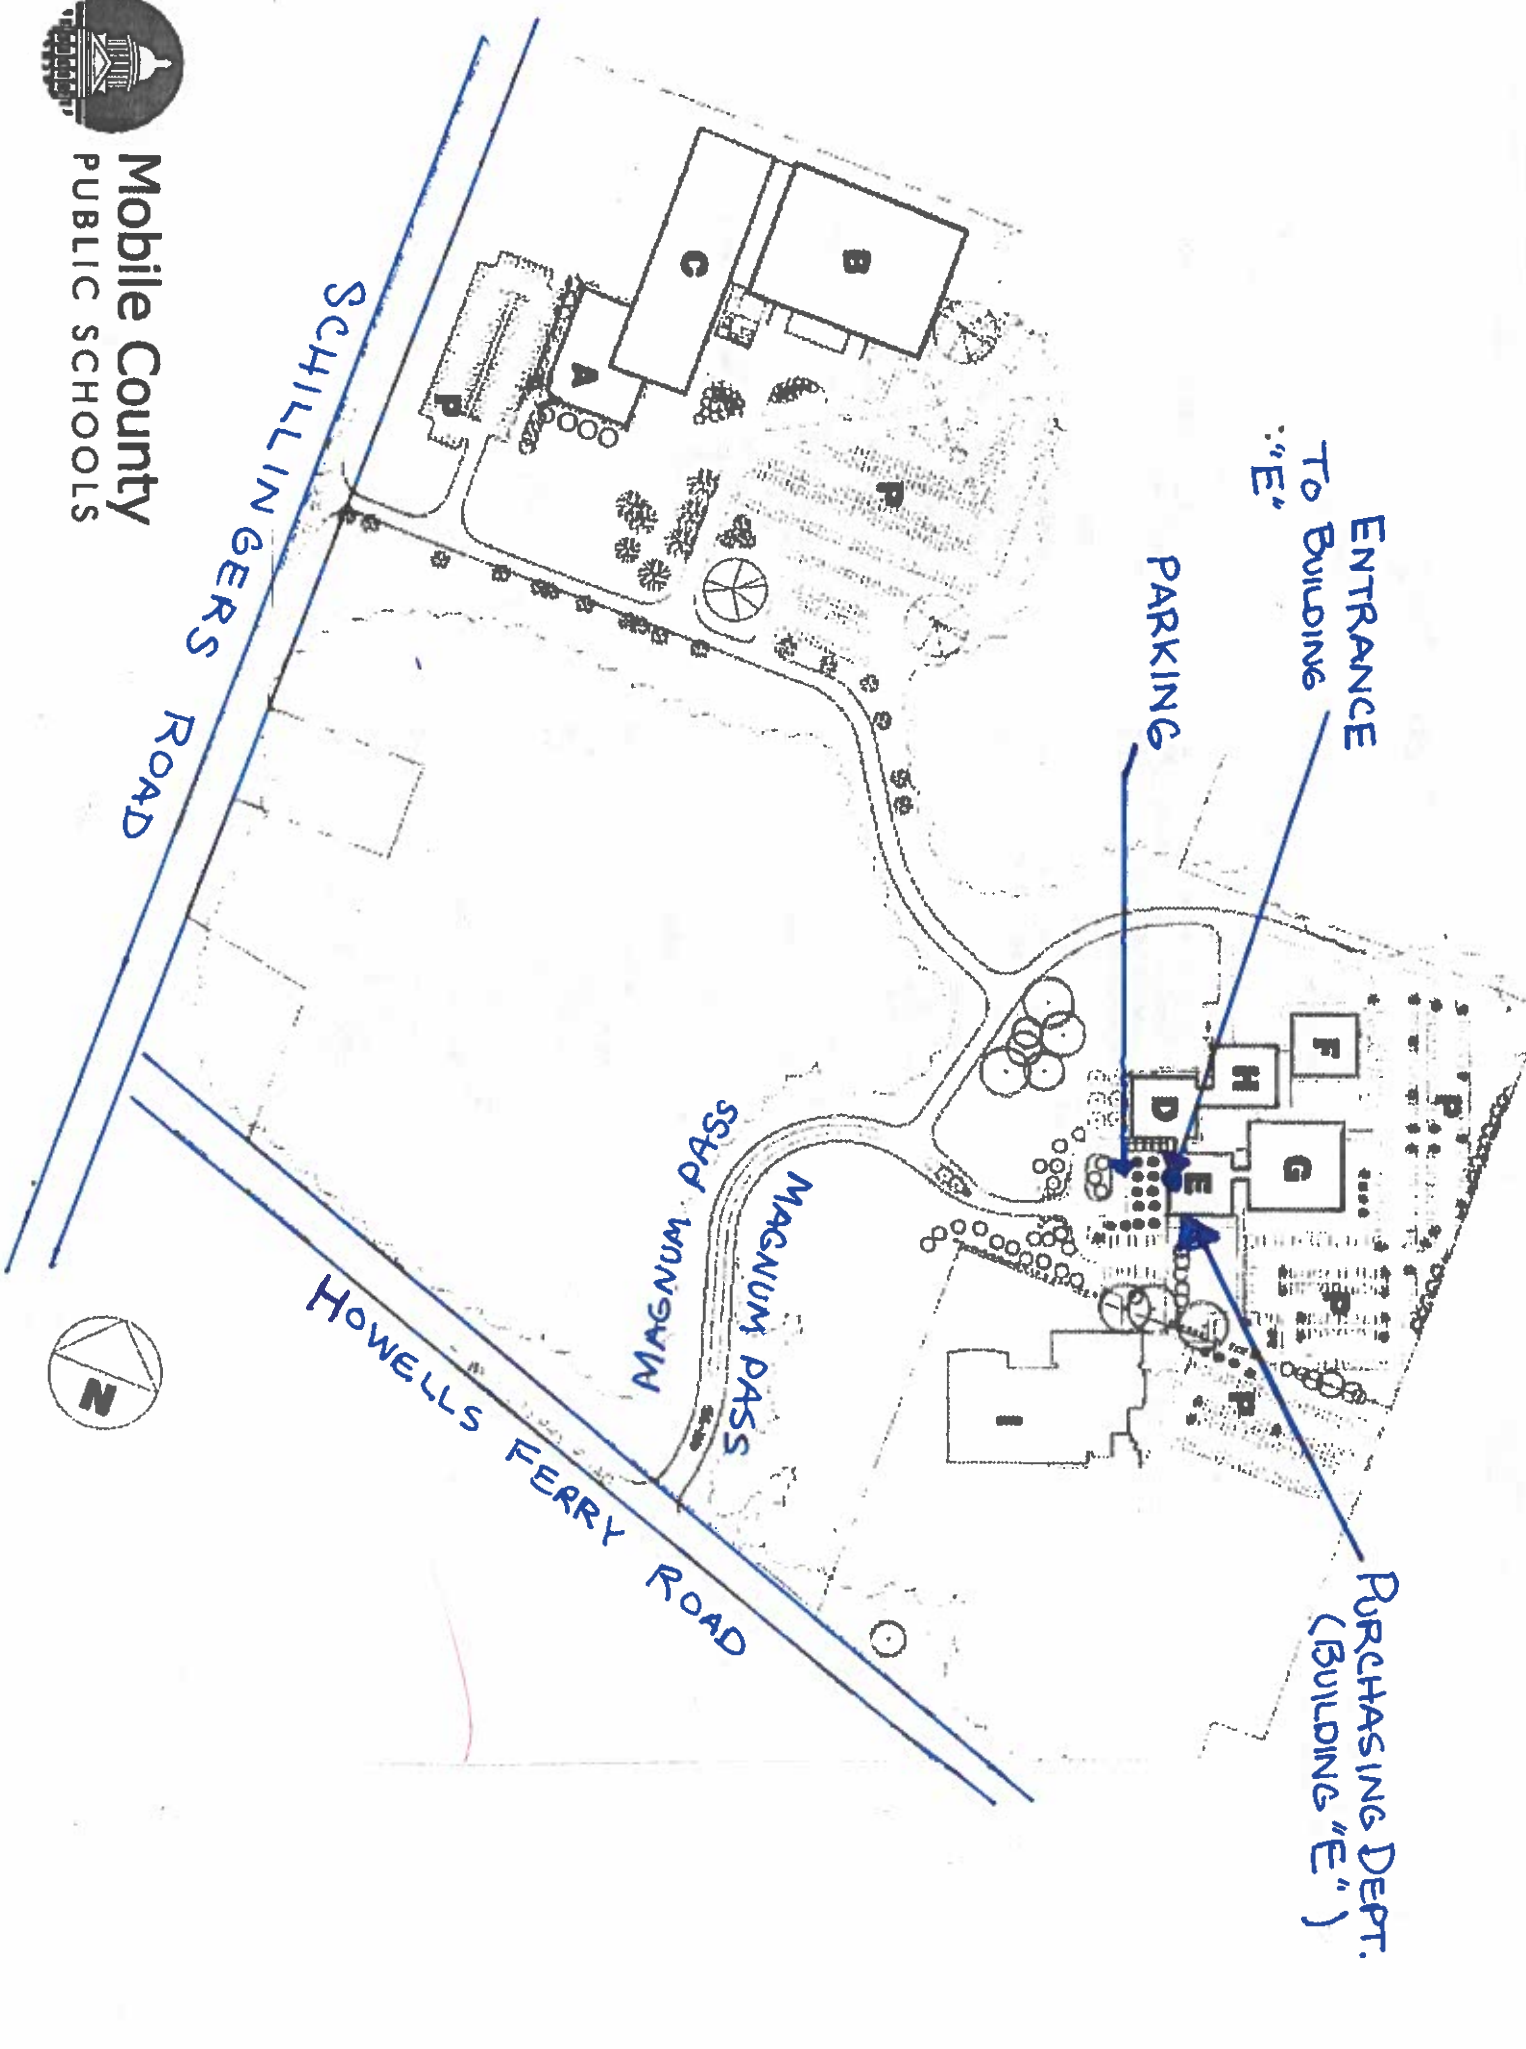 ENTRANCE
TO BUILDING
"E"
PARKING
PURCHASING DEPT.
(BUILDING "E")
F
H
D
G
E
P
P
P
I
B
C
A
P
P
MAGNUM PASS
MAGNUM PASS
SCHILLINGERS ROAD
HOWELLS FERRY ROAD
Mobile County
PUBLIC SCHOOLS
N